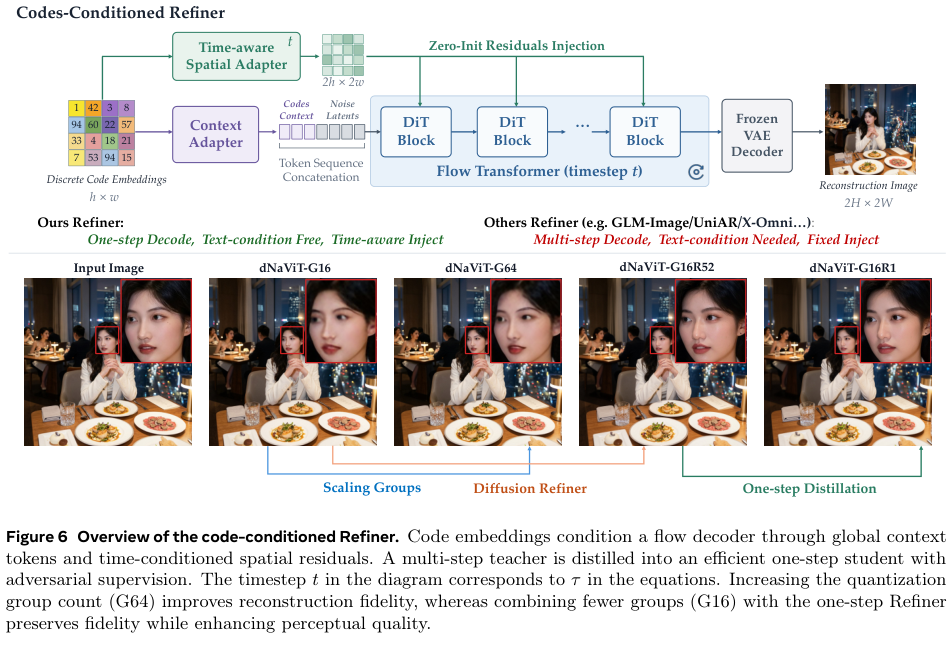 Codes-Conditioned Refiner
Time-aware
Spatial Adapter
t
2h × 2w
Zero-Init Residuals Injection
1 42 3 8
94 60 22 57
33 4 18 21
7 53 94 15
Discrete Code Embeddings
h × w
Context
Adapter
Codes
Context
Noise
Latents
Token Sequence
Concatenation
DiT
Block
DiT
Block
...
DiT
Block
Flow Transformer (timestep t)
Frozen
VAE
Decoder
Reconstruction Image
2H × 2W
Ours Refiner:
One-step Decode, Text-condition Free, Time-aware Inject
Others Refiner (e.g. GLM-Image/UniAR/X-Omni...):
Multi-step Decode, Text-condition Needed, Fixed Inject
Input Image
dNaViT-G16
dNaViT-G64
dNaViT-G16R52
dNaViT-G16R1
Scaling Groups
Diffusion Refiner
One-step Distillation
Figure 6 Overview of the code-conditioned Refiner. Code embeddings condition a flow decoder through global context
tokens and time-conditioned spatial residuals. A multi-step teacher is distilled into an efficient one-step student with
adversarial supervision. The timestep t in the diagram corresponds to τ in the equations. Increasing the quantization
group count (G64) improves reconstruction fidelity, whereas combining fewer groups (G16) with the one-step Refiner
preserves fidelity while enhancing perceptual quality.